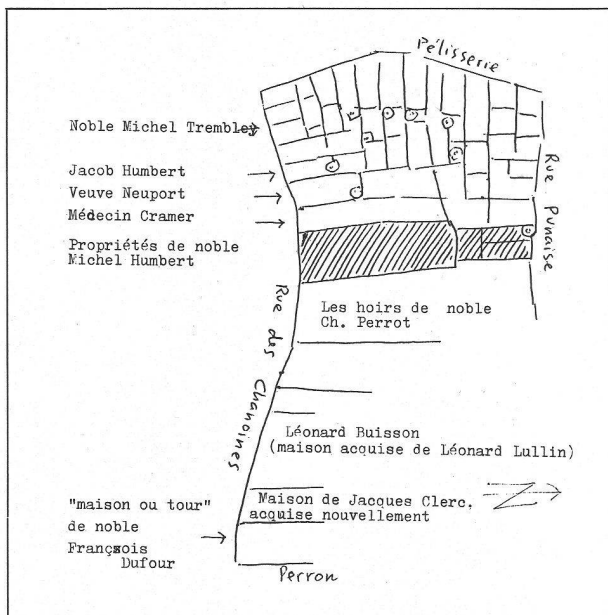 Pélisserie
Noble Michel Trembley
Jacob Humbert
Veuve Neuport
Médecin Cramer
Propriétés de noble
Michel Humbert
Rue Punaise
Les hoirs de noble
Ch. Perrot
Rue des Chanoines
Léonard Buisson
(maison acquise de Léonard Lullin)
Maison de Jacques Clerc,
acquise nouvellement
"maison ou tour"
de noble
François
Dufour
Perron